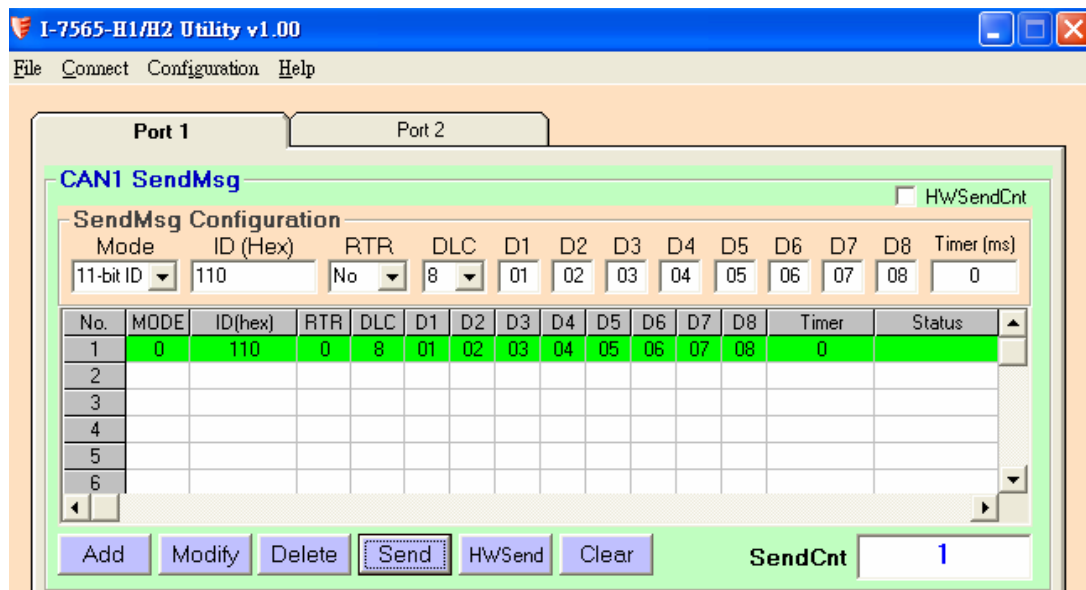 I-7565-H1/H2 Utility v1.00
File Connect Configuration Help
Port 1 Port 2
CAN1 SendMsg
HWSendCnt
SendMsg Configuration
Mode ID (Hex) RTR DLC D1 D2 D3 D4 D5 D6 D7 D8 Timer (ms)
11-bit ID 110 No 8 01 02 03 04 05 06 07 08 0
No. MODE ID(hex) RTR DLC D1 D2 D3 D4 D5 D6 D7 D8 Timer Status
1 0 110 0 8 01 02 03 04 05 06 07 08 0
2
3
4
5
6
Add Modify Delete Send HWSend Clear SendCnt 1